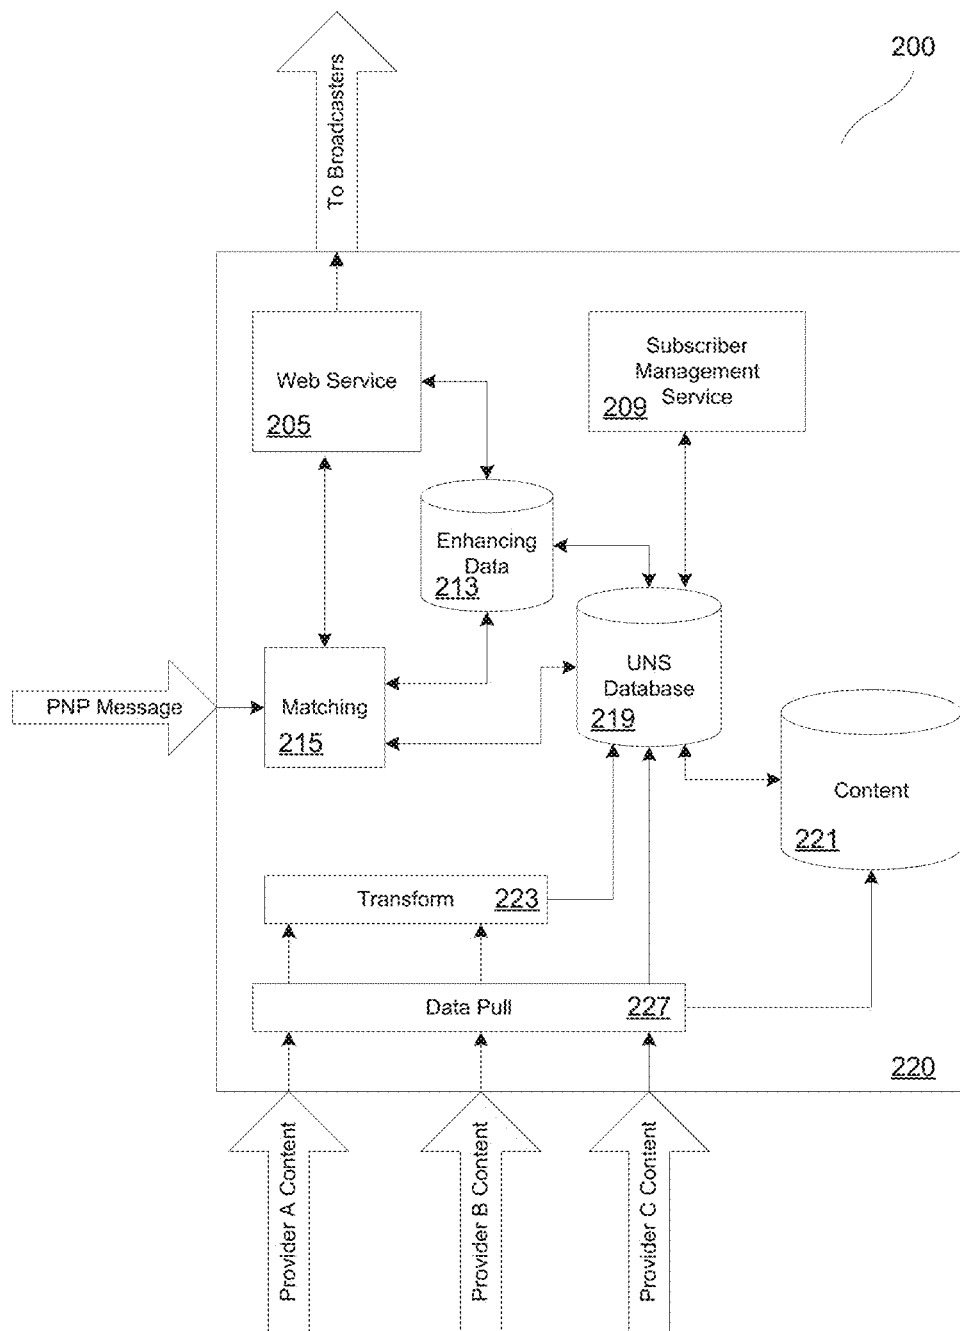 200
To Broadcasters
Web Service
205
Subscriber
Management
Service
209
Enhancing
Data
213
UNS
Database
219
PNP Message
Matching
215
Content
221
Transform
223
Data Pull
227
220
Provider A Content
Provider B Content
Provider C Content